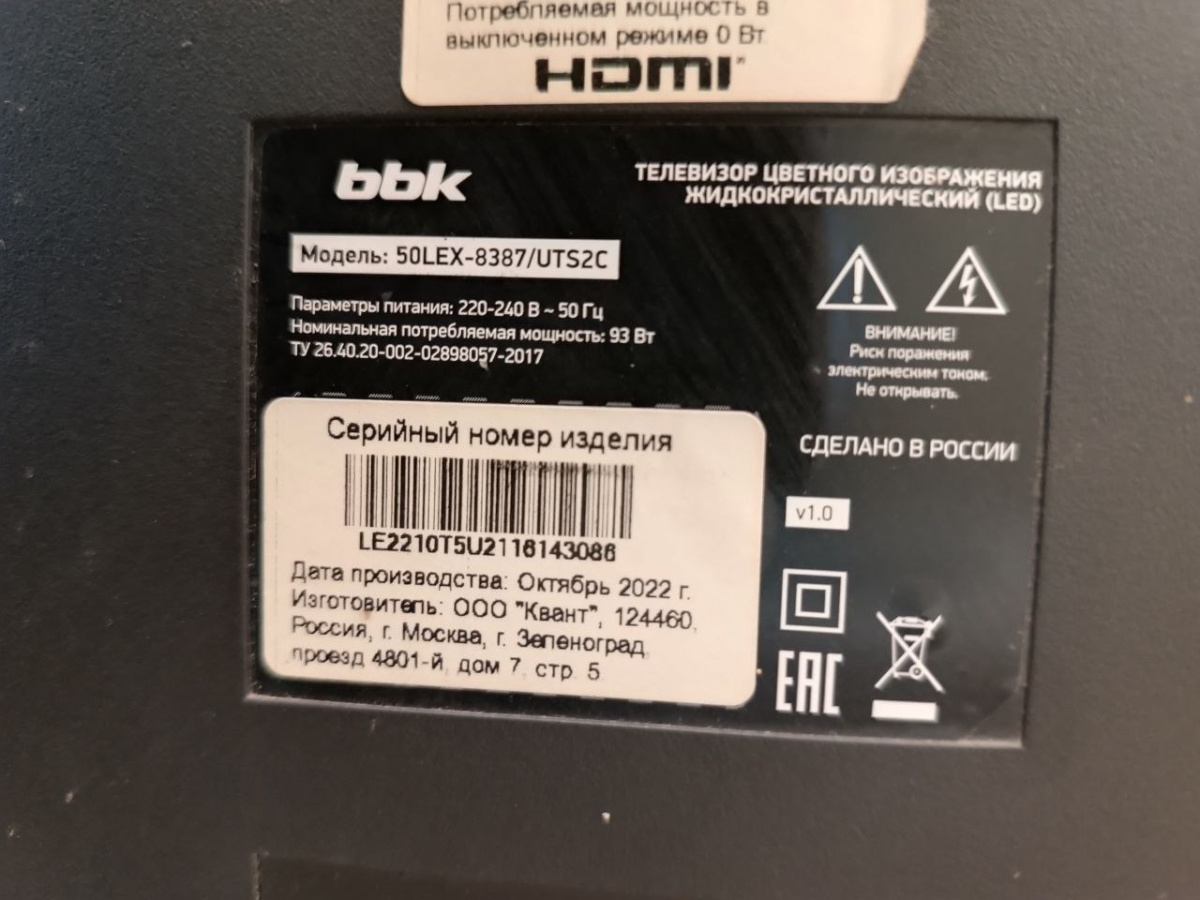 Потребляемая мощность в
выключенном режиме 0 Вт
HDMI
bbk
ТЕЛЕВИЗОР ЦВЕТНОГО ИЗОБРАЖЕНИЯ
ЖИДКОКРИСТАЛЛИЧЕСКИЙ (LED)
Модель: 50LEX-8387/UTS2C
Параметры питания: 220-240 В ~ 50 Гц
Номинальная потребляемая мощность: 93 Вт
ТУ 26.40.20-002-02898057-2017
ВНИМАНИЕ!
Риск поражения
электрическим током.
Не открывать.
Серийный номер изделия
LE2210T5U2116143086
Дата производства: Октябрь 2022 г.
Изготовитель: ООО "Квант", 124460,
Россия, г. Москва, г. Зеленоград,
проезд 4801-й, дом 7, стр. 5
СДЕЛАНО В РОССИИ
v1.0
EAC